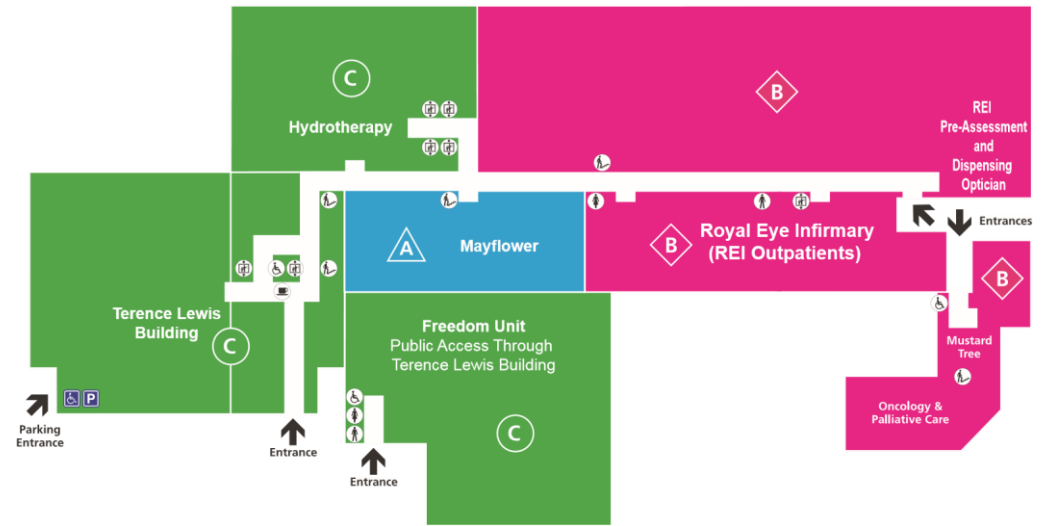 C
Hydrotherapy
B
REI
Pre-Assessment
and
Dispensing
Optician
Entrances
A
Mayflower
B
Royal Eye Infirmary
(REI Outpatients)
B
Terence Lewis
Building
C
Freedom Unit
Public Access Through
Terence Lewis Building
Mustard
Tree
P
Parking
Entrance
Entrance
Entrance
C
Oncology &
Palliative Care